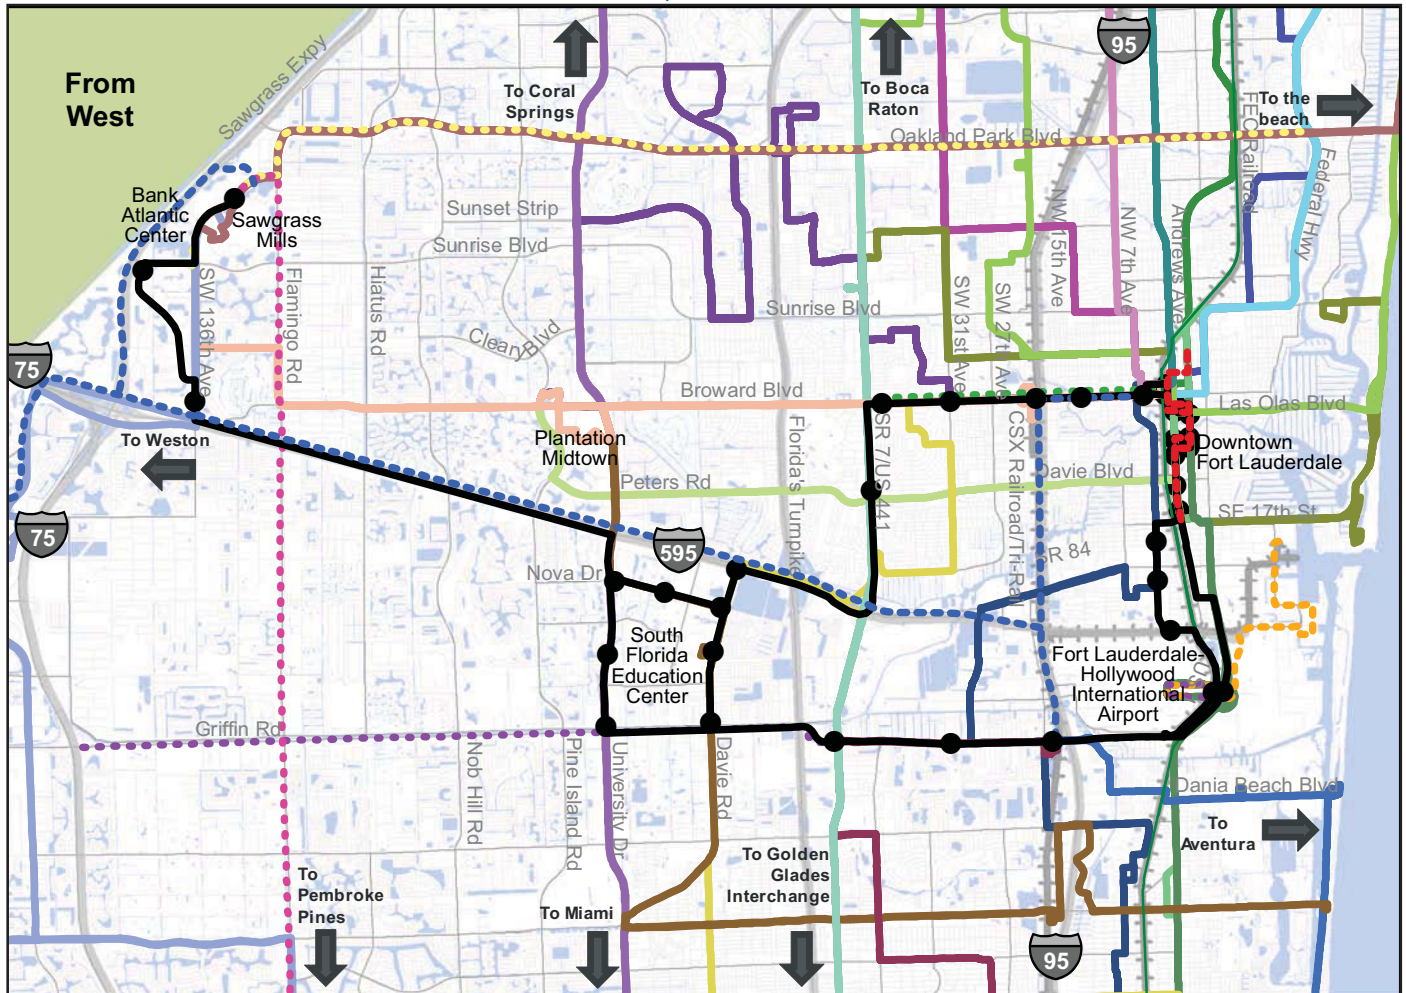 From
West
Sawgrass Expy
To Coral
Springs
To Boca
Raton
95
To the
beach
Oakland Park Blvd
FEC Railroad
Federal Hwy
Bank
Atlantic
Center
Sawgrass
Mills
Sunset Strip
Sunrise Blvd
Sunrise Blvd
SW 136th Ave
Flamingo Rd
Hiatus Rd
Cleary Blvd
NW 15th Ave
NW 7th Ave
Andrews Ave
SW 31st Ave
SW 27th Ave
75
Broward Blvd
Las Olas Blvd
To Weston
Plantation
Midtown
Florida's Turnpike
SR 7/US 441
CSX Railroad/Tri-Rail
Davie Blvd
Downtown
Fort Lauderdale
Peters Rd
SE 17th St
75
595
Nova Dr
SR 84
South
Florida
Education
Center
Fort Lauderdale-
Hollywood
International
Airport
Griffin Rd
Nob Hill Rd
Pine Island Rd
University Dr
Davie Rd
Dania Beach Blvd
To
Aventura
To Golden
Glades
Interchange
To
Pembroke
Pines
To Miami
95